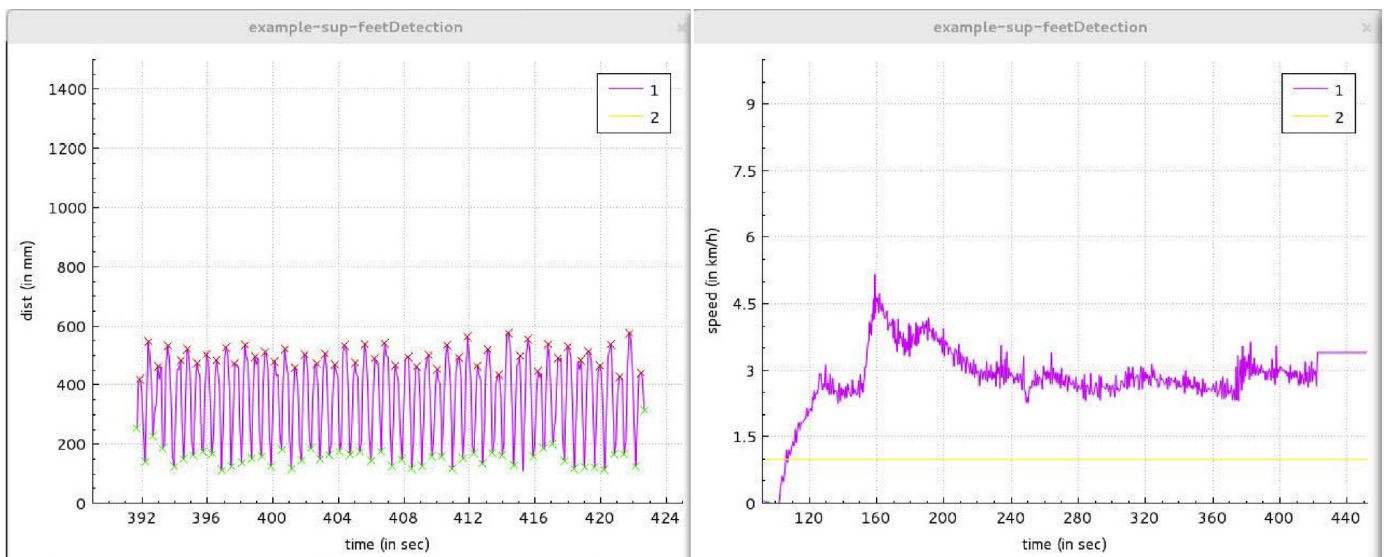 example-sup-feetDetection
1400
1200
1000
800
600
400
200
0
dist (in mm)
1
2
392 396 400 404 408 412 416 420 424
time (in sec)
example-sup-feetDetection
9
7.5
6
4.5
3
1.5
0
speed (in km/h)
1
2
120 160 200 240 280 320 360 400 440
time (in sec)